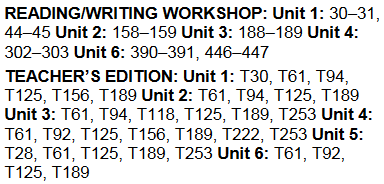 READING/WRITING WORKSHOP: Unit 1: 30–31,
44–45 Unit 2: 158–159 Unit 3: 188–189 Unit 4:
302–303 Unit 6: 390–391, 446–447
TEACHER’S EDITION: Unit 1: T30, T61, T94,
T125, T156, T189 Unit 2: T61, T94, T125, T189
Unit 3: T61, T94, T118, T125, T189, T253 Unit 4:
T61, T92, T125, T156, T189, T222, T253 Unit 5:
T28, T61, T125, T189, T253 Unit 6: T61, T92,
T125, T189